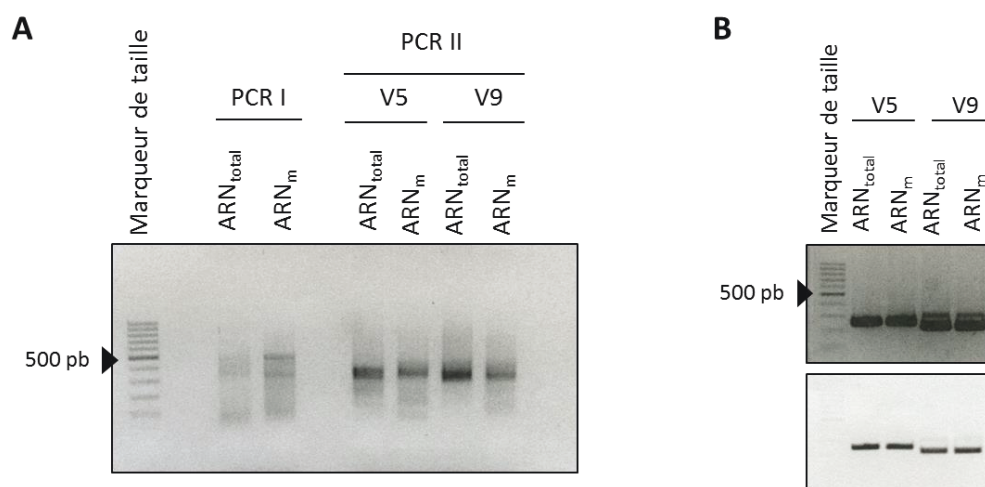 A
Marqueur de taille
PCR II
PCR I
V5
V9
ARNtotal
ARNm
ARNtotal
ARNm
ARNtotal
ARNm
500 pb
B
Marqueur de taille
V5
V9
ARNtotal
ARNm
ARNtotal
ARNm
500 pb